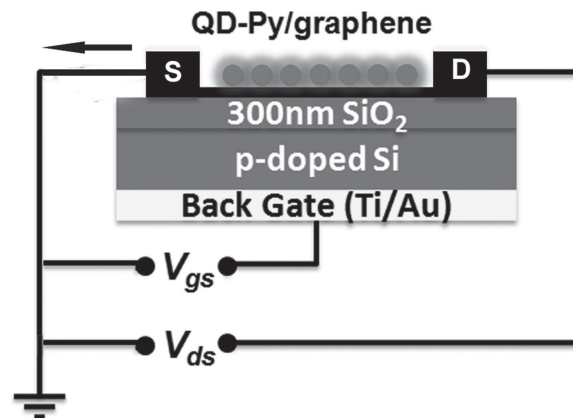 QD-Py/graphene
S
D
300nm SiO₂
p-doped Si
Back Gate (Ti/Au)
Vgs
Vds